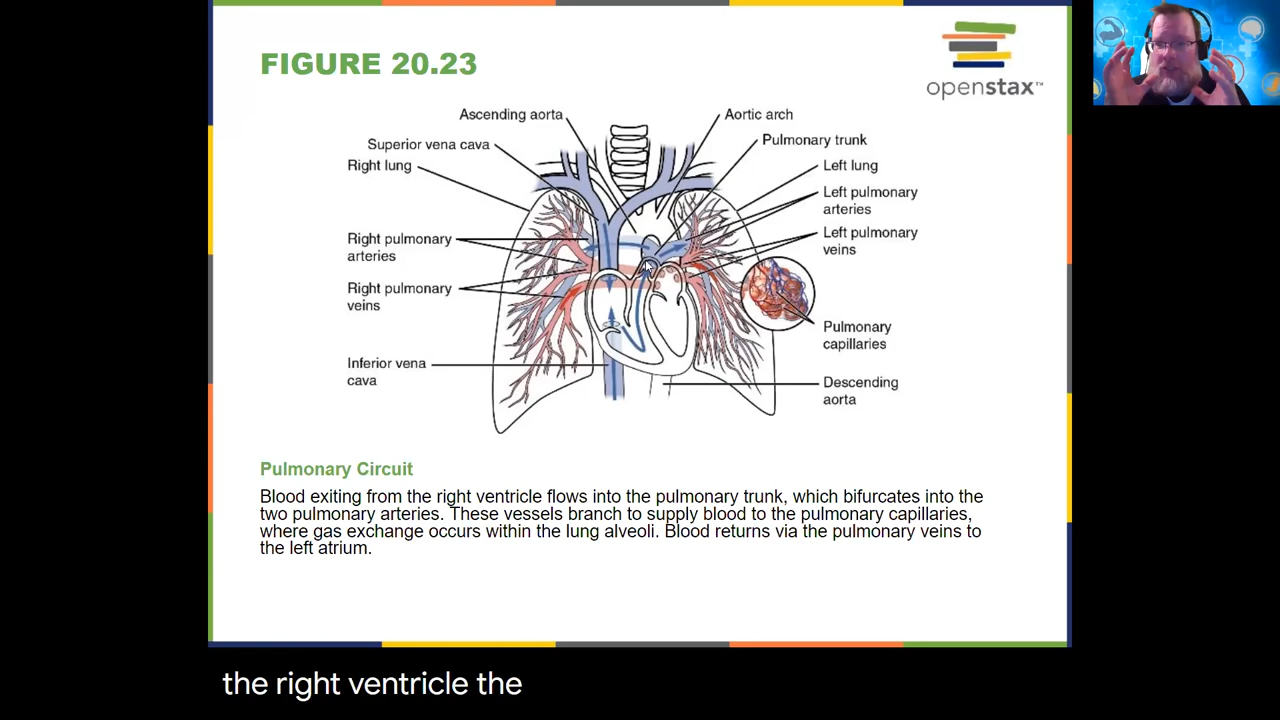 FIGURE 20.23
openstax™
Ascending aorta
Aortic arch
Superior vena cava
Pulmonary trunk
Right lung
Left lung
Left pulmonary
arteries
Right pulmonary
arteries
Left pulmonary
veins
Right pulmonary
veins
Pulmonary
capillaries
Inferior vena
cava
Descending
aorta
Pulmonary Circuit
Blood exiting from the right ventricle flows into the pulmonary trunk, which bifurcates into the
two pulmonary arteries. These vessels branch to supply blood to the pulmonary capillaries,
where gas exchange occurs within the lung alveoli. Blood returns via the pulmonary veins to
the left atrium.
the right ventricle the